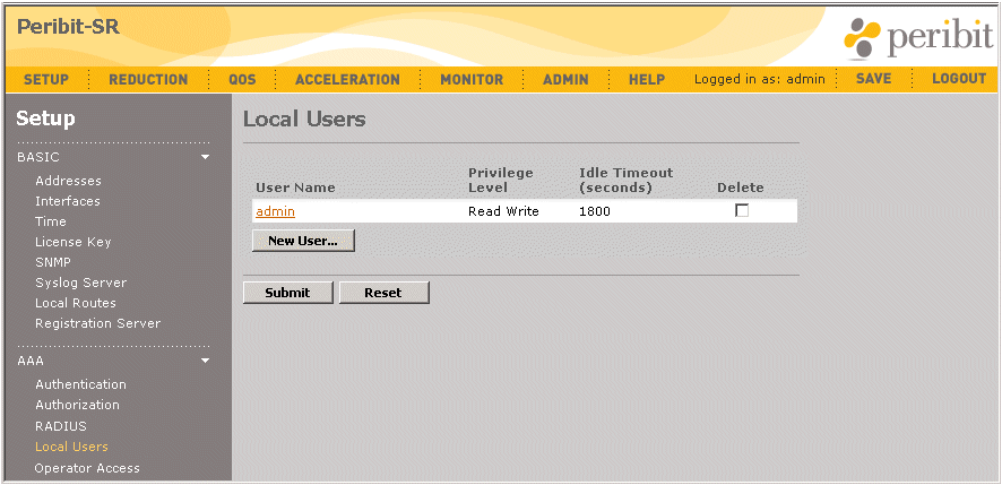 Peribit-SR
peribit
SETUP REDUCTION QOS ACCELERATION MONITOR ADMIN HELP Logged in as: admin SAVE LOGOUT
Setup
BASIC
Addresses
Interfaces
Time
License Key
SNMP
Syslog Server
Local Routes
Registration Server
AAA
Authentication
Authorization
RADIUS
Local Users
Operator Access
Local Users
User Name Privilege Level Idle Timeout (seconds) Delete
admin Read Write 1800
New User...
Submit Reset